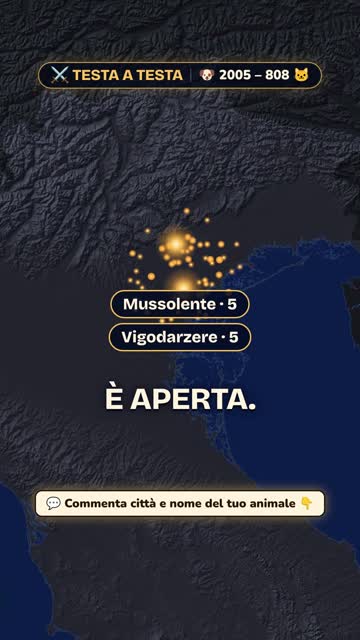 ⚔️ TESTA A TESTA | 🐶 2005 – 808 🐱
Mussolente · 5
Vigodarzere · 5
È APERTA.
💬 Commenta città e nome del tuo animale 👇